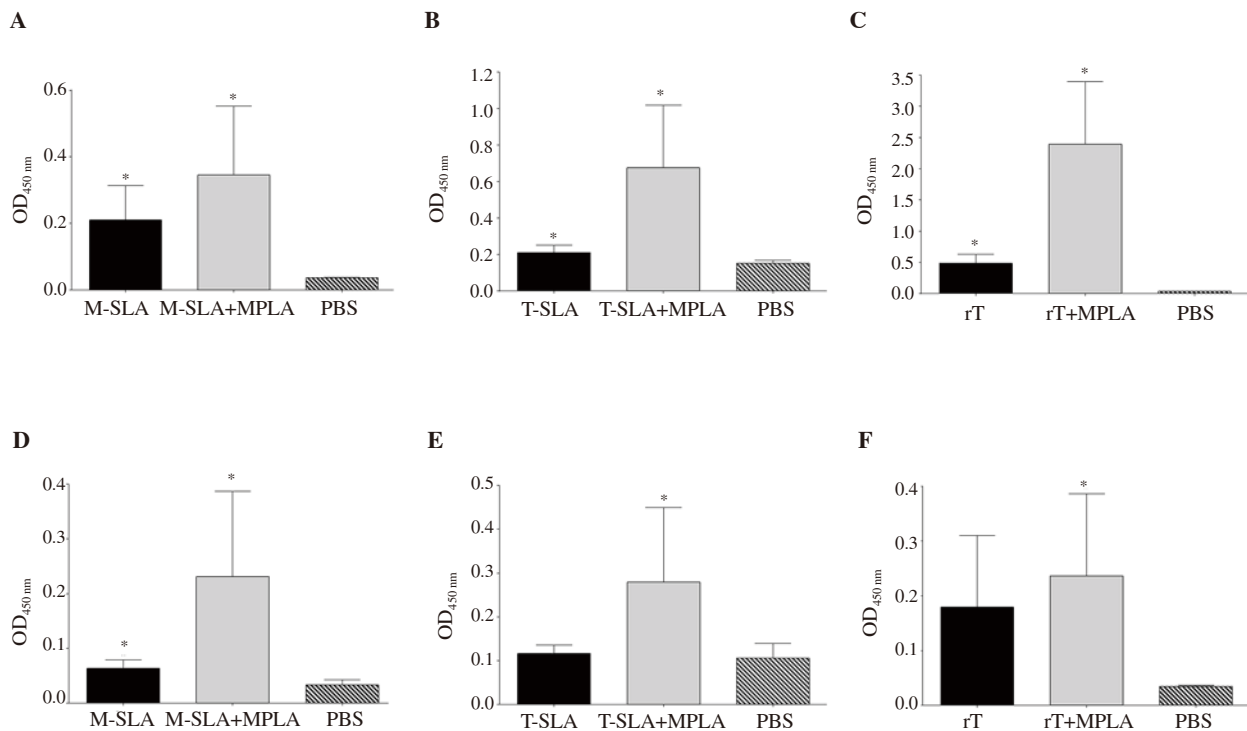 A
OD450 nm
0.6
0.4
0.2
0.0
*
*
M-SLA M-SLA+MPLA PBS
B
OD450 nm
1.2
1.0
0.8
0.6
0.4
0.2
0.0
*
*
T-SLA T-SLA+MPLA PBS
C
OD450 nm
3.5
3.0
2.5
2.0
1.5
1.0
0.5
0.0
*
*
rT rT+MPLA PBS
D
OD450 nm
0.4
0.3
0.2
0.1
0.0
*
*
M-SLA M-SLA+MPLA PBS
E
OD450 nm
0.5
0.4
0.3
0.2
0.1
0.0
*
T-SLA T-SLA+MPLA PBS
F
OD450 nm
0.4
0.3
0.2
0.1
0.0
*
rT rT+MPLA PBS